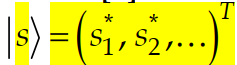 |s⟩ = (s₁*, s₂*,...)ᵀ